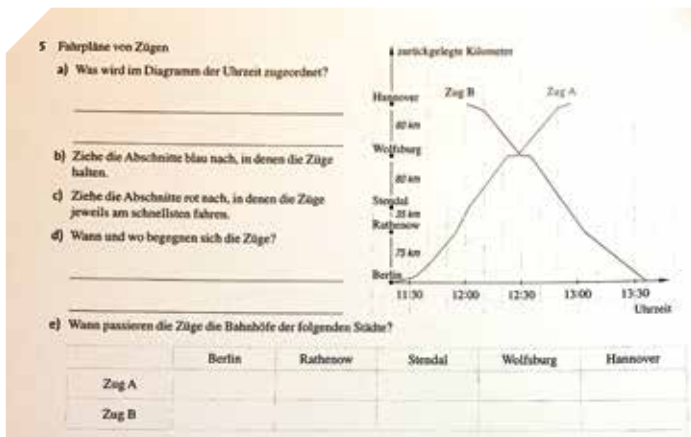 5 Fahrpläne von Zügen
a) Was wird im Diagramm der Uhrzeit zugeordnet?
b) Ziehe die Abschnitte blau nach, in denen die Züge
halten.
c) Ziehe die Abschnitte rot nach, in denen die Züge
jeweils am schnellsten fahren.
d) Wann und wo begegnen sich die Züge?
zurückgelegte Kilometer
Hannover Zug B Zug A
Wolfsburg
80 km
Stendal
35 km
Rathenow
75 km
Berlin
11:30 12:00 12:30 13:00 13:30
Uhrzeit
e) Wann passieren die Züge die Bahnhöfe der folgenden Städte?
Berlin Rathenow Stendal Wolfsburg Hannover
Zug A
Zug B